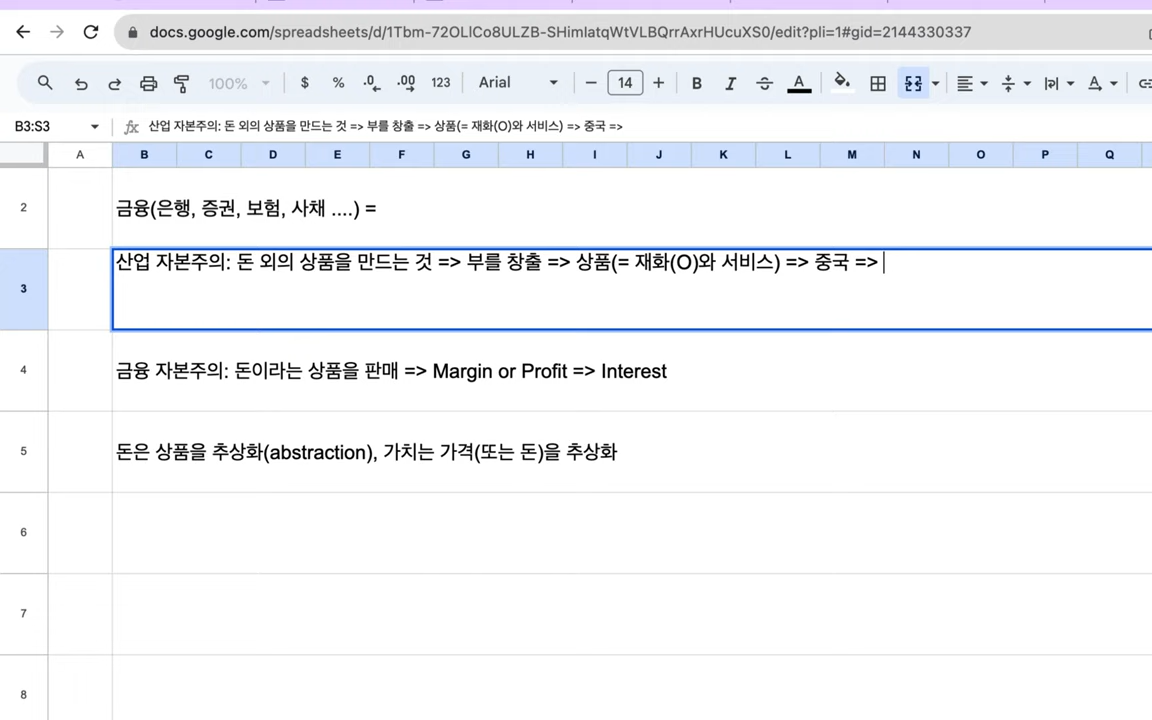 docs.google.com/spreadsheets/d/1Tbm-72OLlCo8ULZB-SHimlatqWtVLBQrrAxrHUcuXS0/edit?pli=1#gid=2144330337
100% $ % .0 .00 123 Arial 14 B I A A
B3:S3 fx 산업 자본주의: 돈 외의 상품을 만드는 것 => 부를 창출 => 상품(= 재화(O)와 서비스) => 중국 =>
A B C D E F G H I J K L M N O P Q
2 금융(은행, 증권, 보험, 사채 ....) =
3 산업 자본주의: 돈 외의 상품을 만드는 것 => 부를 창출 => 상품(= 재화(O)와 서비스) => 중국 =>
4 금융 자본주의: 돈이라는 상품을 판매 => Margin or Profit => Interest
5 돈은 상품을 추상화(abstraction), 가치는 가격(또는 돈)을 추상화
6
7
8